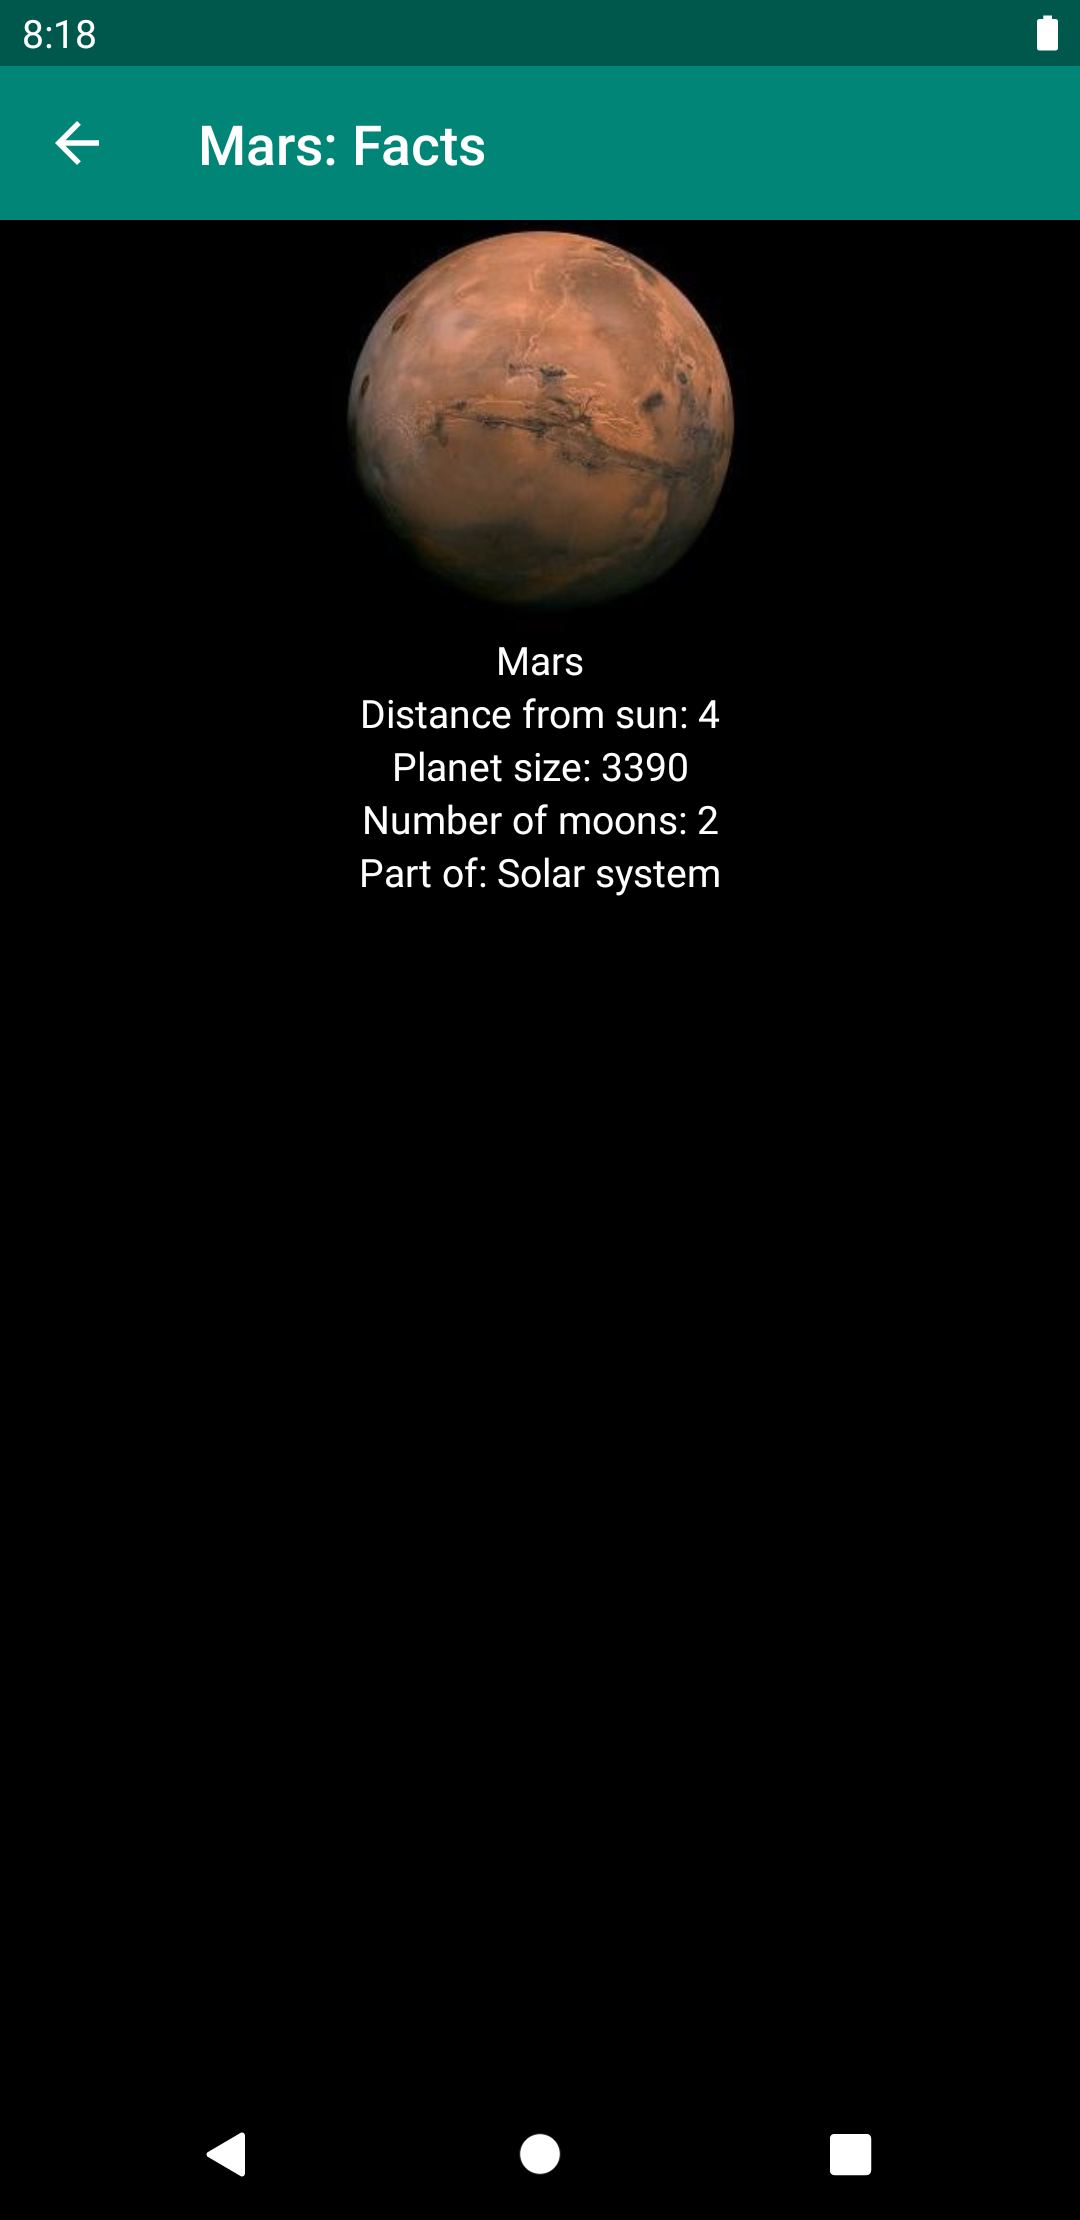 8:18
Mars: Facts
Mars
Distance from sun: 4
Planet size: 3390
Number of moons: 2
Part of: Solar system